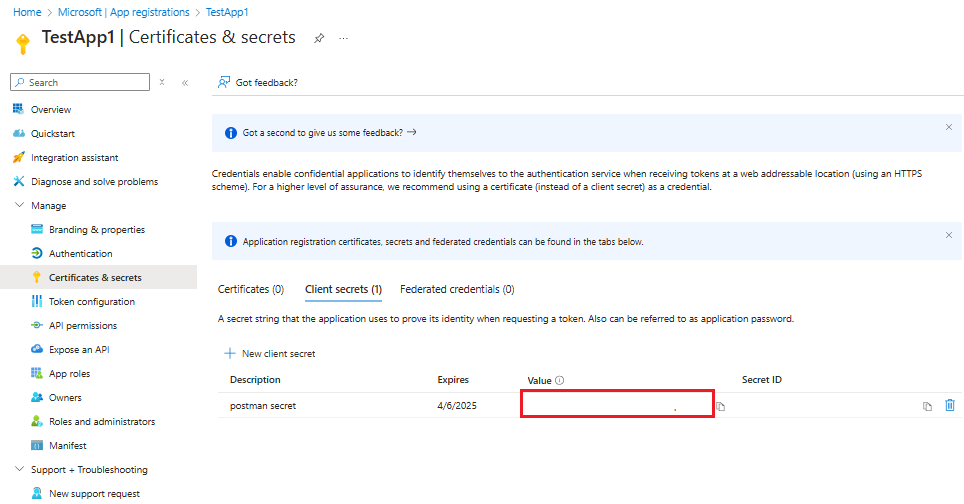 Home > Microsoft | App registrations > TestApp1
TestApp1 | Certificates & secrets
Search
Got feedback?
Overview
Quickstart
Integration assistant
Diagnose and solve problems
Manage
Branding & properties
Authentication
Certificates & secrets
Token configuration
API permissions
Expose an API
App roles
Owners
Roles and administrators
Manifest
Support + Troubleshooting
New support request
Got a second to give us some feedback?
Credentials enable confidential applications to identify themselves to the authentication service when receiving tokens at a web addressable location (using an HTTPS
scheme). For a higher level of assurance, we recommend using a certificate (instead of a client secret) as a credential.
Application registration certificates, secrets and federated credentials can be found in the tabs below.
Certificates (0) Client secrets (1) Federated credentials (0)
A secret string that the application uses to prove its identity when requesting a token. Also can be referred to as application password.
New client secret
Description Expires Value Secret ID
postman secret 4/6/2025